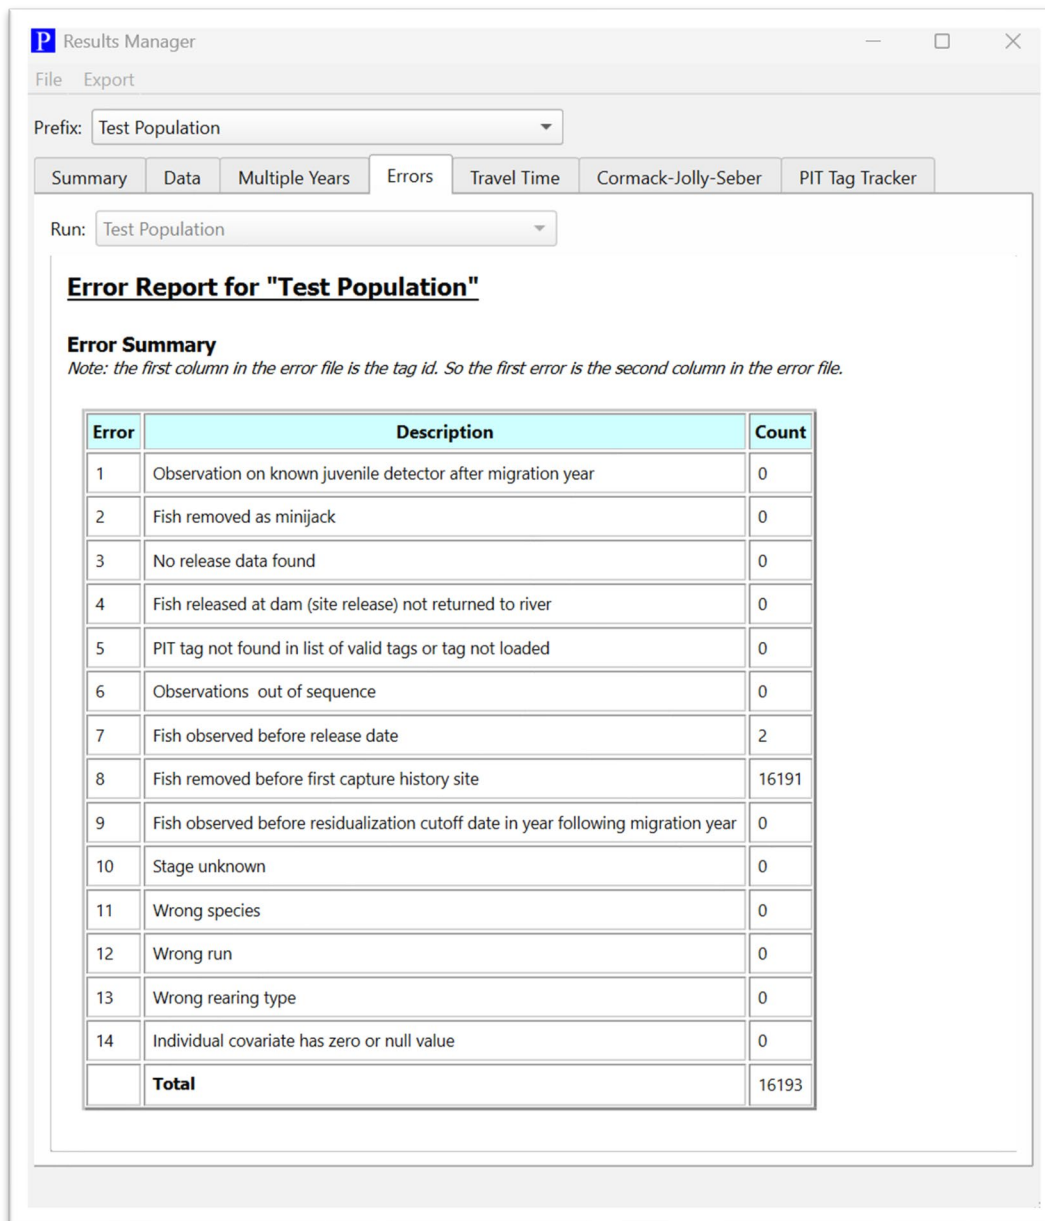 P Results Manager
File Export
Prefix: Test Population
Summary Data Multiple Years Errors Travel Time Cormack-Jolly-Seber PIT Tag Tracker
Run: Test Population
Error Report for "Test Population"
Error Summary
Note: the first column in the error file is the tag id. So the first error is the second column in the error file.
Error Description Count
1 Observation on known juvenile detector after migration year 0
2 Fish removed as minijack 0
3 No release data found 0
4 Fish released at dam (site release) not returned to river 0
5 PIT tag not found in list of valid tags or tag not loaded 0
6 Observations  out of sequence 0
7 Fish observed before release date 2
8 Fish removed before first capture history site 16191
9 Fish observed before residualization cutoff date in year following migration year 0
10 Stage unknown 0
11 Wrong species 0
12 Wrong run 0
13 Wrong rearing type 0
14 Individual covariate has zero or null value 0
Total 16193